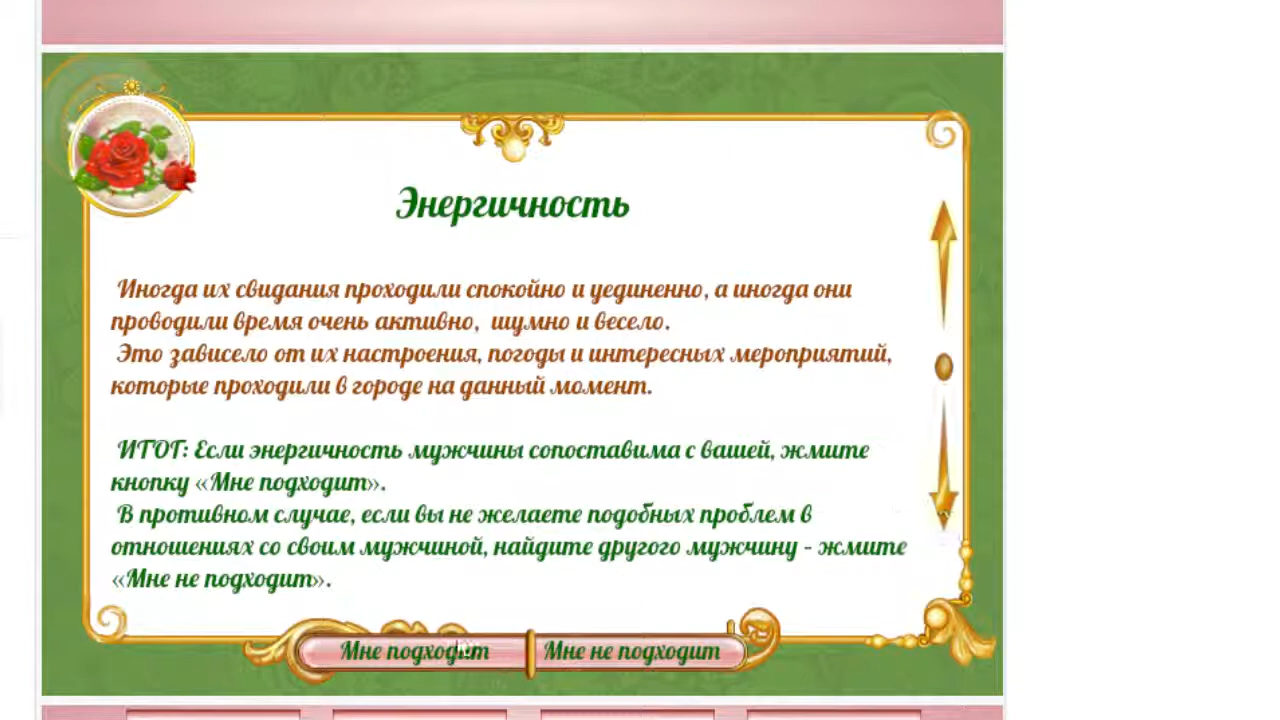 Энергичность
Иногда их свидания проходили спокойно и уединенно, а иногда они
проводили время очень активно, шумно и весело.
Это зависело от их настроения, погоды и интересных мероприятий,
которые проходили в городе на данный момент.
ИТОГ: Если энергичность мужчины сопоставима с вашей, жмите
кнопку «Мне подходит».
В противном случае, если вы не желаете подобных проблем в
отношениях со своим мужчиной, найдите другого мужчину - жмите
«Мне не подходит».
Мне подходит Мне не подходит